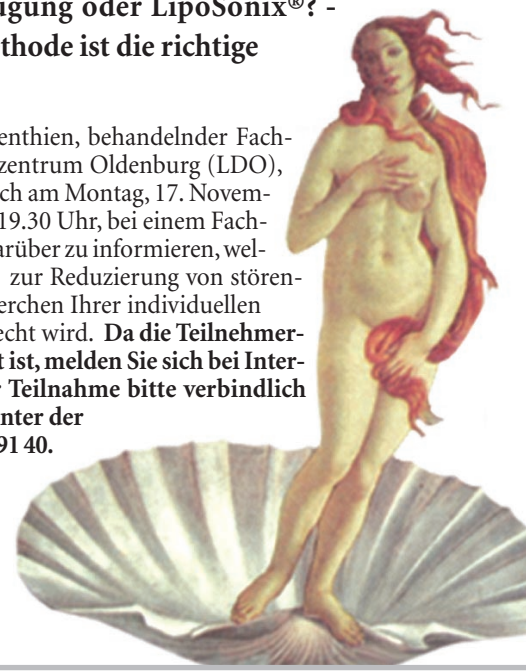 ugung oder LipoSonix®? -
thode ist die richtige
enthien, behandelnder Fach-
zentrum Oldenburg (LDO),
ch am Montag, 17. Novem-
19.30 Uhr, bei einem Fach-
arüber zu informieren, wel-
zur Reduzierung von stören-
erchen Ihrer individuellen
echt wird. Da die Teilnehmer-
t ist, melden Sie sich bei Inter-
r Teilnahme bitte verbindlich
nter der
91 40.